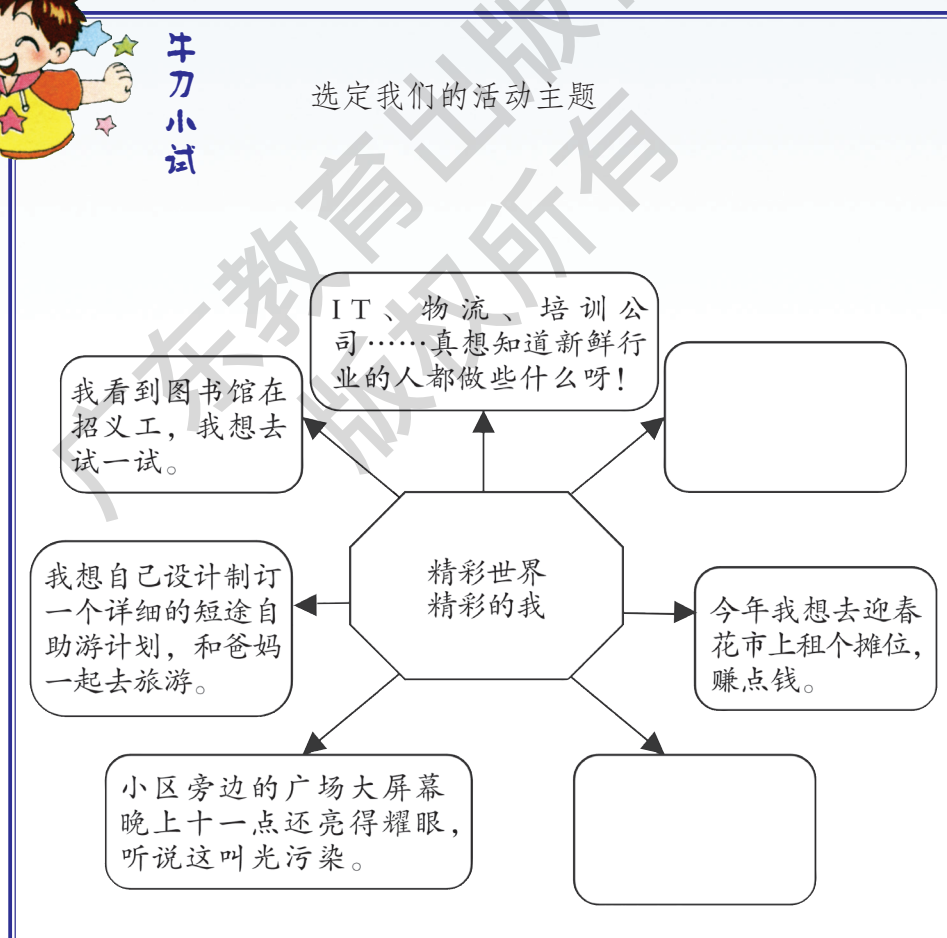 牛刀小试
选定我们的活动主题
IT、物流、培训公
司……真想知道新鲜行
业的人都做些什么呀！
我看到图书馆在
招义工，我想去
试一试。
精彩世界
精彩的我
我想自己设计制订
一个详细的短途自
助游计划，和爸妈
一起去旅游。
今年我想去迎春
花市上租个摊位，
赚点钱。
小区旁边的广场大屏幕
晚上十一点还亮得耀眼，
听说这叫光污染。
广东教育出版
版权所有